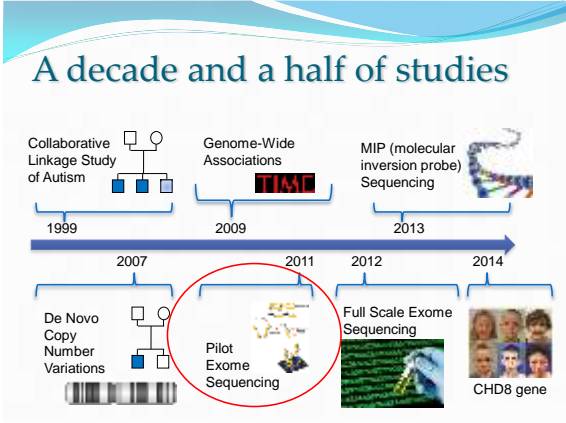 A decade and a half of studies
Collaborative
Linkage Study
of Autism
Genome-Wide
Associations
MIP (molecular
inversion probe)
Sequencing
1999
2009
2013
2007
2011
2012
2014
De Novo
Copy
Number
Variations
Pilot
Exome
Sequencing
Full Scale Exome
Sequencing
CHD8 gene